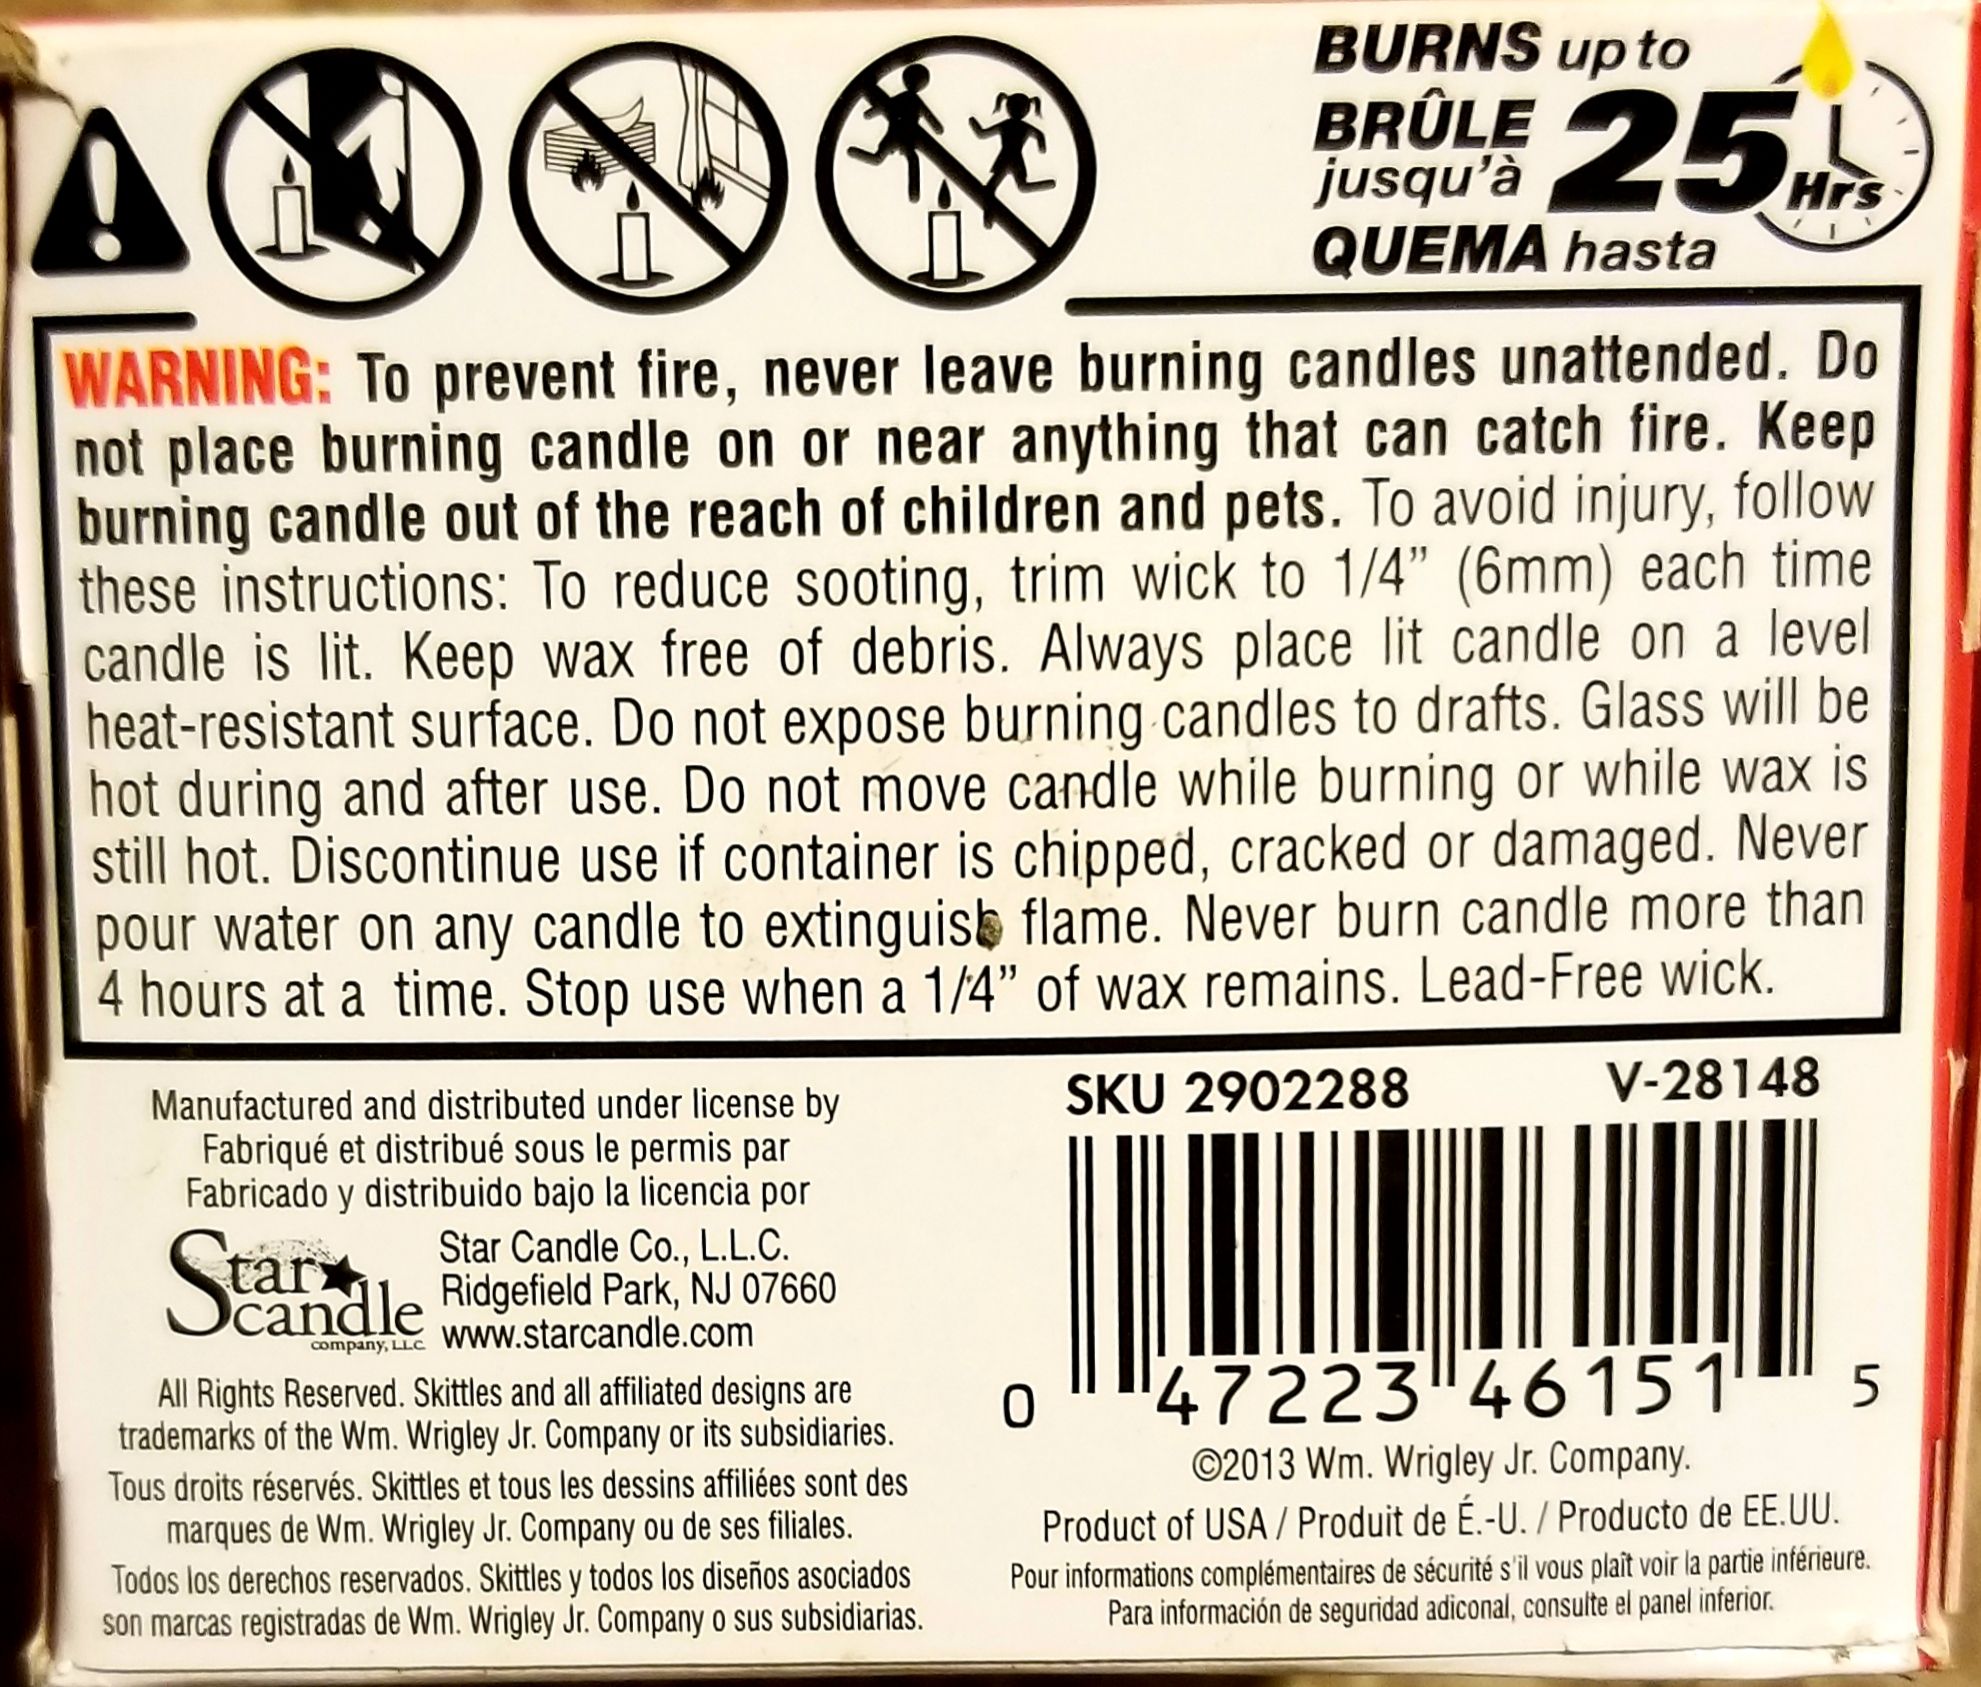 BURNS up to
BRÛLE
jusqu'à
25 Hrs
QUEMA hasta
WARNING: To prevent fire, never leave burning candles unattended. Do
not place burning candle on or near anything that can catch fire. Keep
burning candle out of the reach of children and pets. To avoid injury, follow
these instructions: To reduce sooting, trim wick to 1/4” (6mm) each time
candle is lit. Keep wax free of debris. Always place lit candle on a level
heat-resistant surface. Do not expose burning candles to drafts. Glass will be
hot during and after use. Do not move candle while burning or while wax is
still hot. Discontinue use if container is chipped, cracked or damaged. Never
pour water on any candle to extinguish flame. Never burn candle more than
4 hours at a time. Stop use when a 1/4” of wax remains. Lead-Free wick.
Manufactured and distributed under license by
Fabriqué et distribué sous le permis par
Fabricado y distribuido bajo la licencia por
Star
candle
company, LLC
Star Candle Co., L.L.C.
Ridgefield Park, NJ 07660
www.starcandle.com
All Rights Reserved. Skittles and all affiliated designs are
trademarks of the Wm. Wrigley Jr. Company or its subsidiaries.
Tous droits réservés. Skittles et tous les dessins affiliées sont des
marques de Wm. Wrigley Jr. Company ou de ses filiales.
Todos los derechos reservados. Skittles y todos los diseños asociados
son marcas registradas de Wm. Wrigley Jr. Company o sus subsidiarias.
SKU 2902288 V-28148
0 47223 46151 5
©2013 Wm. Wrigley Jr. Company.
Product of USA / Produit de É.-U. / Producto de EE.UU.
Pour informations complémentaires de sécurité s'il vous plaît voir la partie inférieure.
Para información de seguridad adiconal, consulte el panel inferior.